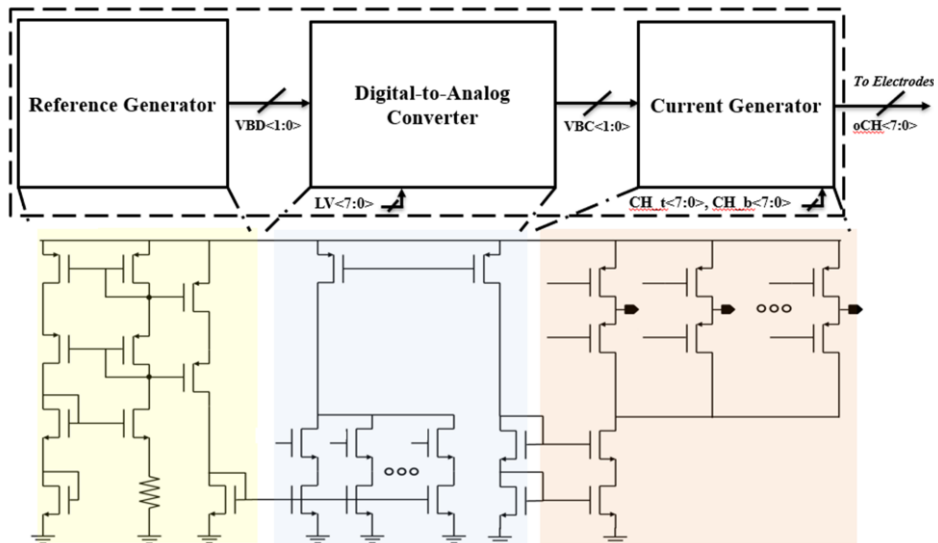 Reference Generator
Digital-to-Analog
Converter
Current Generator
To Electrodes
VBD<1:0>
VBC<1:0>
oCH<7:0>
LV<7:0>
CH_t<7:0>, CH_b<7:0>